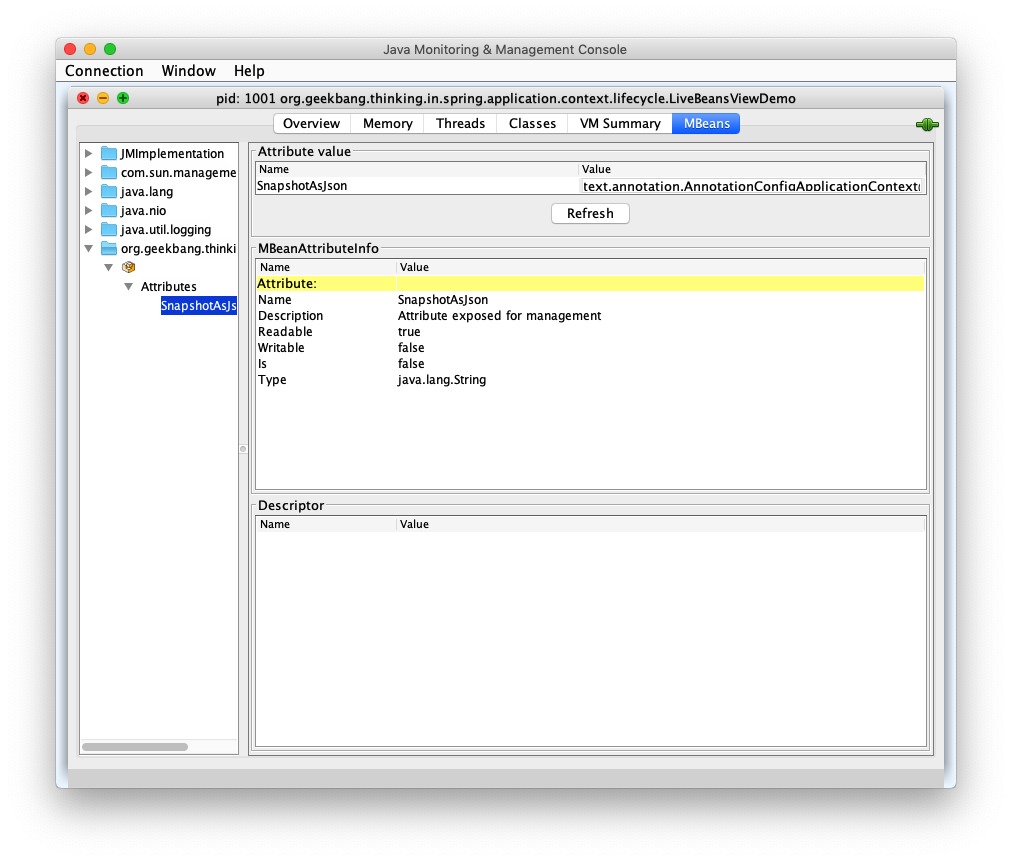 Java Monitoring & Management Console
Connection Window Help
pid: 1001 org.geekbang.thinking.in.spring.application.context.lifecycle.LiveBeansViewDemo
Overview Memory Threads Classes VM Summary MBeans
JMImplementation
com.sun.manageme
java.lang
java.nio
java.util.logging
org.geekbang.thinki
Attributes
SnapshotAsJs
Attribute value
Name Value
SnapshotAsJson text.annotation.AnnotationConfigApplicationContext(
Refresh
MBeanAttributeInfo
Name Value
Attribute:
Name SnapshotAsJson
Description Attribute exposed for management
Readable true
Writable false
Is false
Type java.lang.String
Descriptor
Name Value